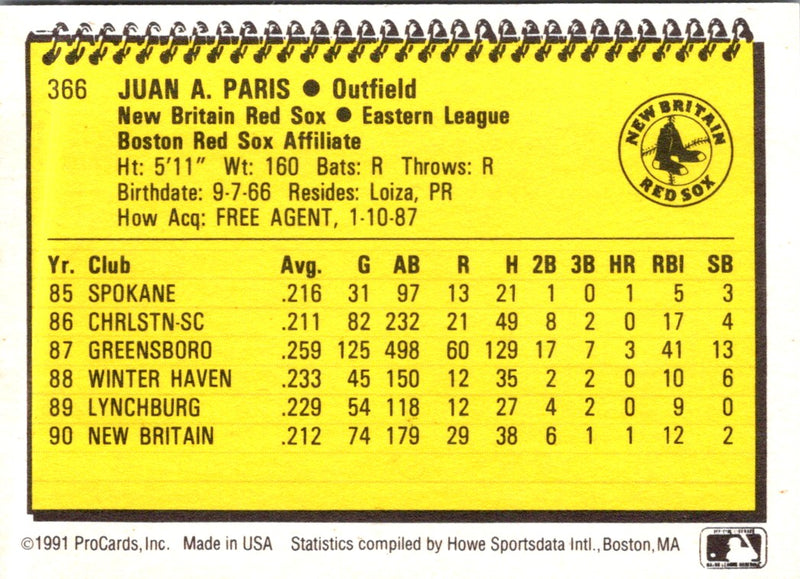 366 JUAN A. PARIS ● Outfield
New Britain Red Sox ● Eastern League
Boston Red Sox Affiliate
Ht: 5'11" Wt: 160 Bats: R Throws: R
Birthdate: 9-7-66 Resides: Loiza, PR
How Acq: FREE AGENT, 1-10-87
NEW BRITAIN
RED SOX
Yr. Club Avg. G AB R H 2B 3B HR RBI SB
85 SPOKANE .216 31 97 13 21 1 0 1 5 3
86 CHRLSTN-SC .211 82 232 21 49 8 2 0 17 4
87 GREENSBORO .259 125 498 60 129 17 7 3 41 13
88 WINTER HAVEN .233 45 150 12 35 2 2 0 10 6
89 LYNCHBURG .229 54 118 12 27 4 2 0 9 0
90 NEW BRITAIN .212 74 179 29 38 6 1 1 12 2
©1991 ProCards, Inc. Made in USA Statistics compiled by Howe Sportsdata Intl., Boston, MA